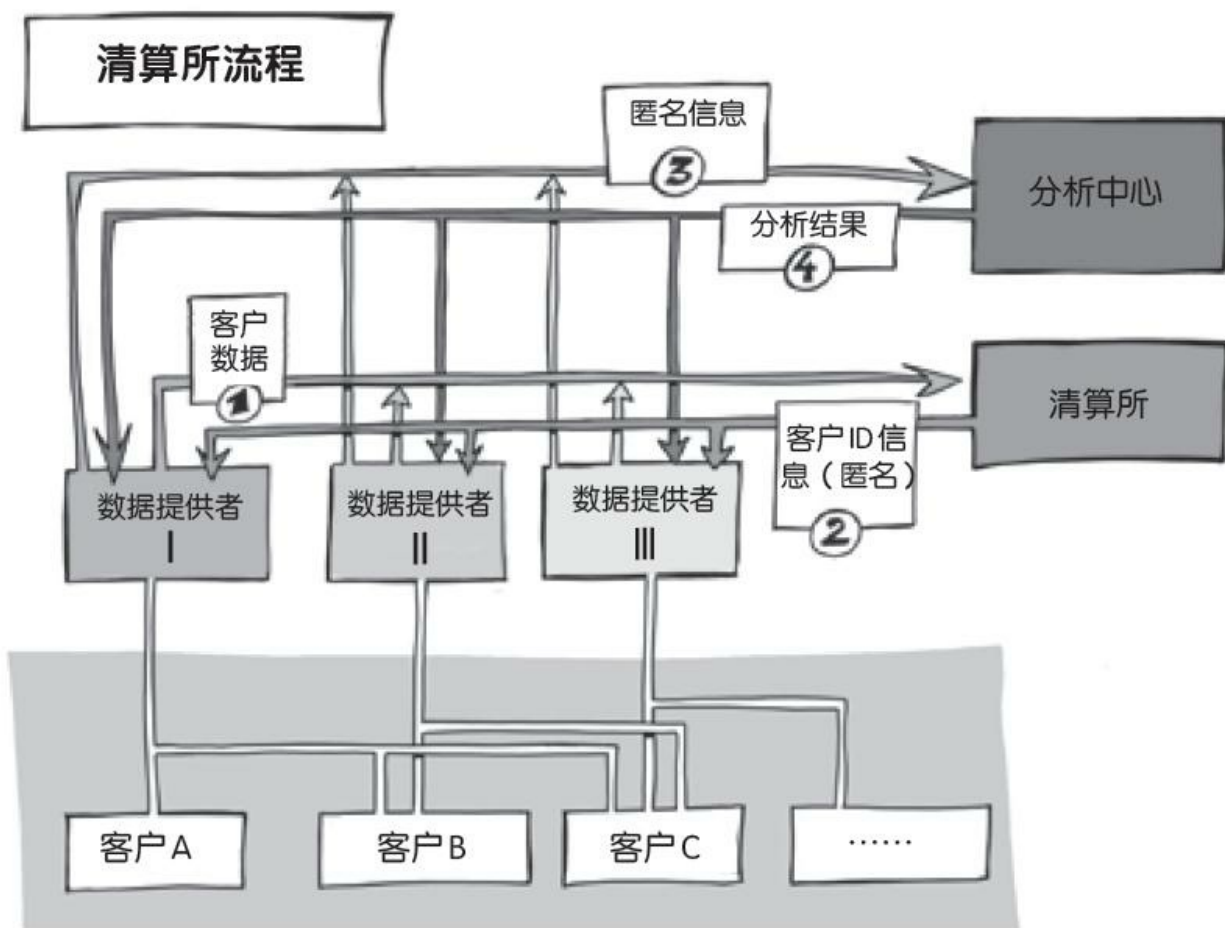 清算所流程
匿名信息
③
分析中心
分析结果
④
客户
数据
①
清算所
客户ID信
息（匿名）
②
数据提供者
I
数据提供者
II
数据提供者
III
客户A
客户B
客户C
……